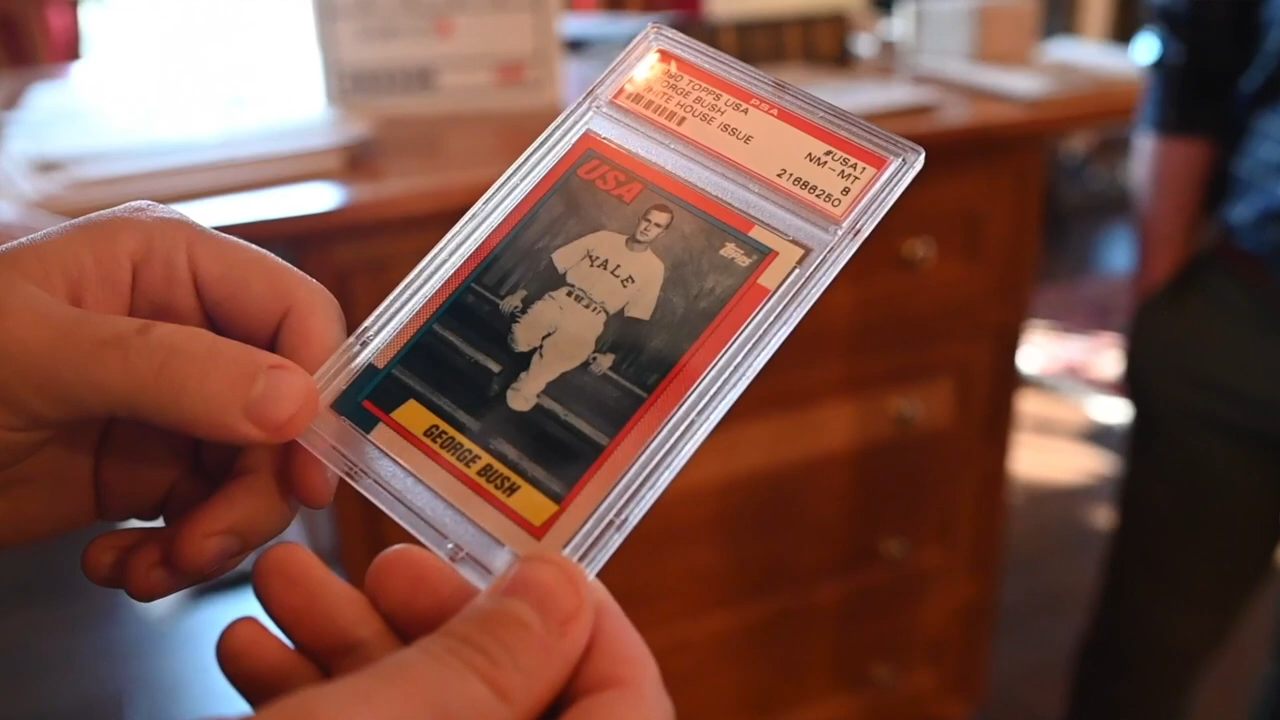 PSA
1990 TOPPS USA
GEORGE BUSH
WHITE HOUSE ISSUE
#USA1
NM-MT 8
21686250
USA
Topps
YALE
GEORGE BUSH